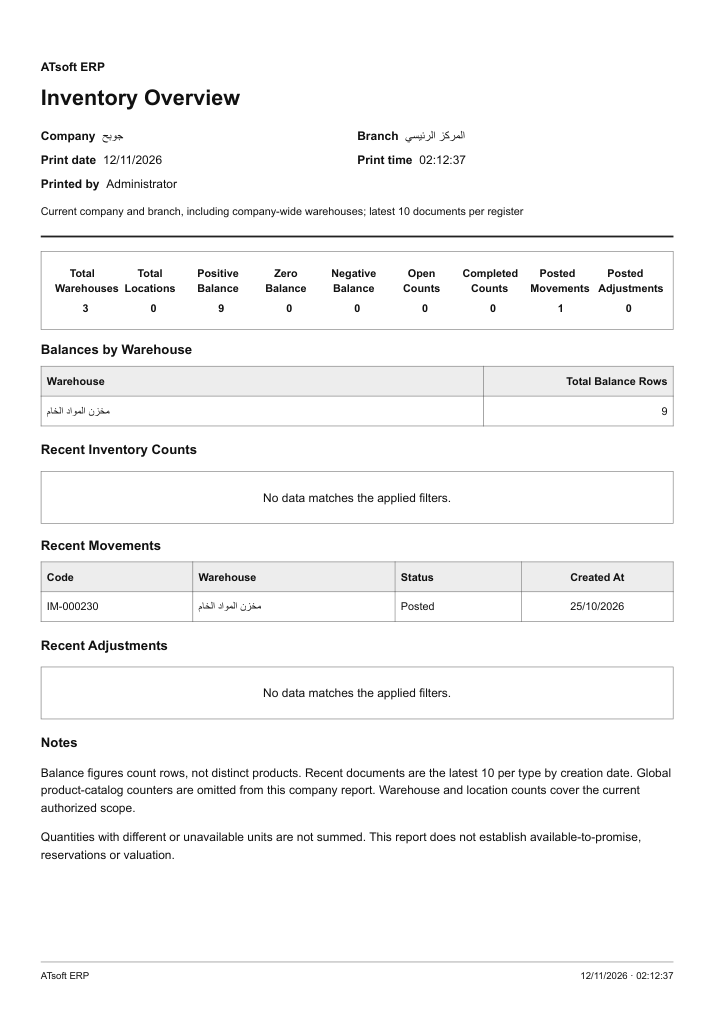 ATsoft ERP
Inventory Overview
Company جوبح
Branch المركز الرئيسي
Print date 12/11/2026
Print time 02:12:37
Printed by Administrator
Current company and branch, including company-wide warehouses; latest 10 documents per register
Total Warehouses 3
Total Locations 0
Positive Balance 9
Zero Balance 0
Negative Balance 0
Open Counts 0
Completed Counts 0
Posted Movements 1
Posted Adjustments 0
Balances by Warehouse
Warehouse Total Balance Rows
مخزن المواد الخام 9
Recent Inventory Counts
No data matches the applied filters.
Recent Movements
Code Warehouse Status Created At
IM-000230 مخزن المواد الخام Posted 25/10/2026
Recent Adjustments
No data matches the applied filters.
Notes
Balance figures count rows, not distinct products. Recent documents are the latest 10 per type by creation date. Global
product-catalog counters are omitted from this company report. Warehouse and location counts cover the current
authorized scope.
Quantities with different or unavailable units are not summed. This report does not establish available-to-promise,
reservations or valuation.
ATsoft ERP
12/11/2026 · 02:12:37